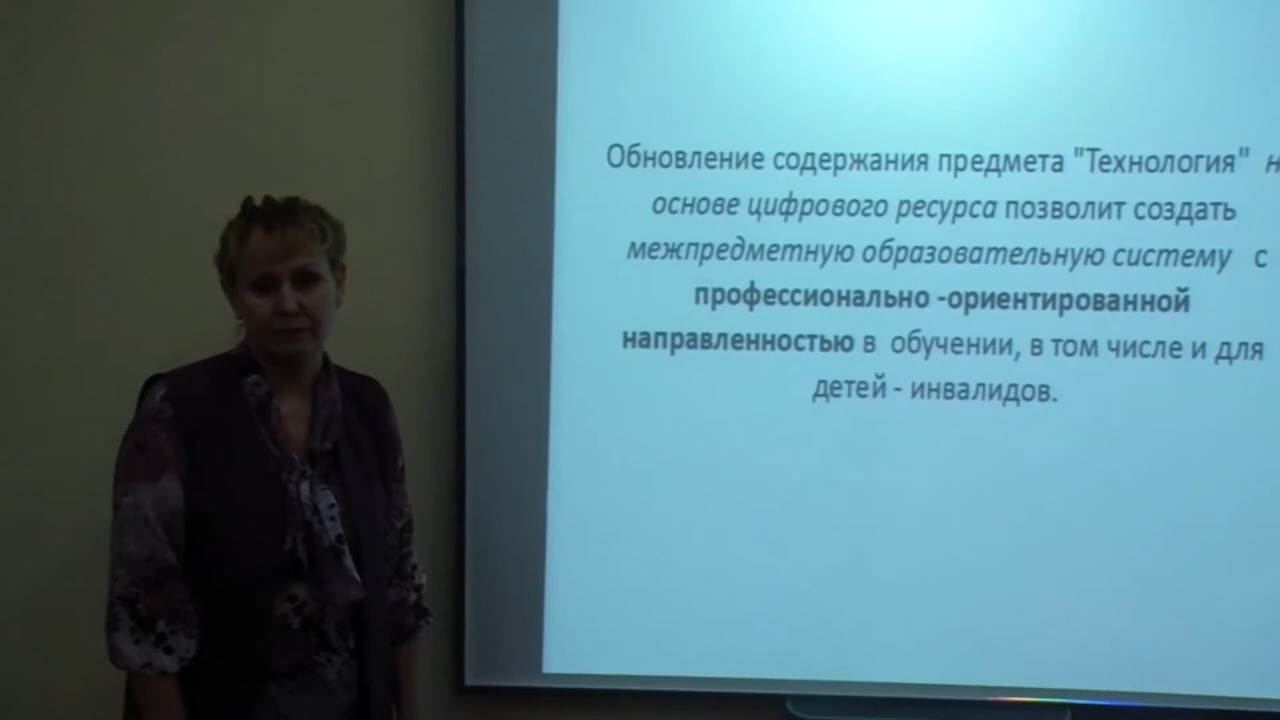 Обновление содержания предмета "Технология"
основе цифрового ресурса позволит создать
межпредметную образовательную систему с
профессионально -ориентированной
направленностью в обучении, в том числе и для
детей - инвалидов.